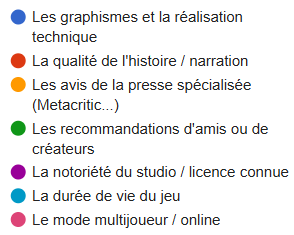 Les graphismes et la réalisation
technique
La qualité de l'histoire / narration
Les avis de la presse spécialisée
(Metacritic...)
Les recommandations d'amis ou de
créateurs
La notoriété du studio / licence connue
La durée de vie du jeu
Le mode multijoueur / online